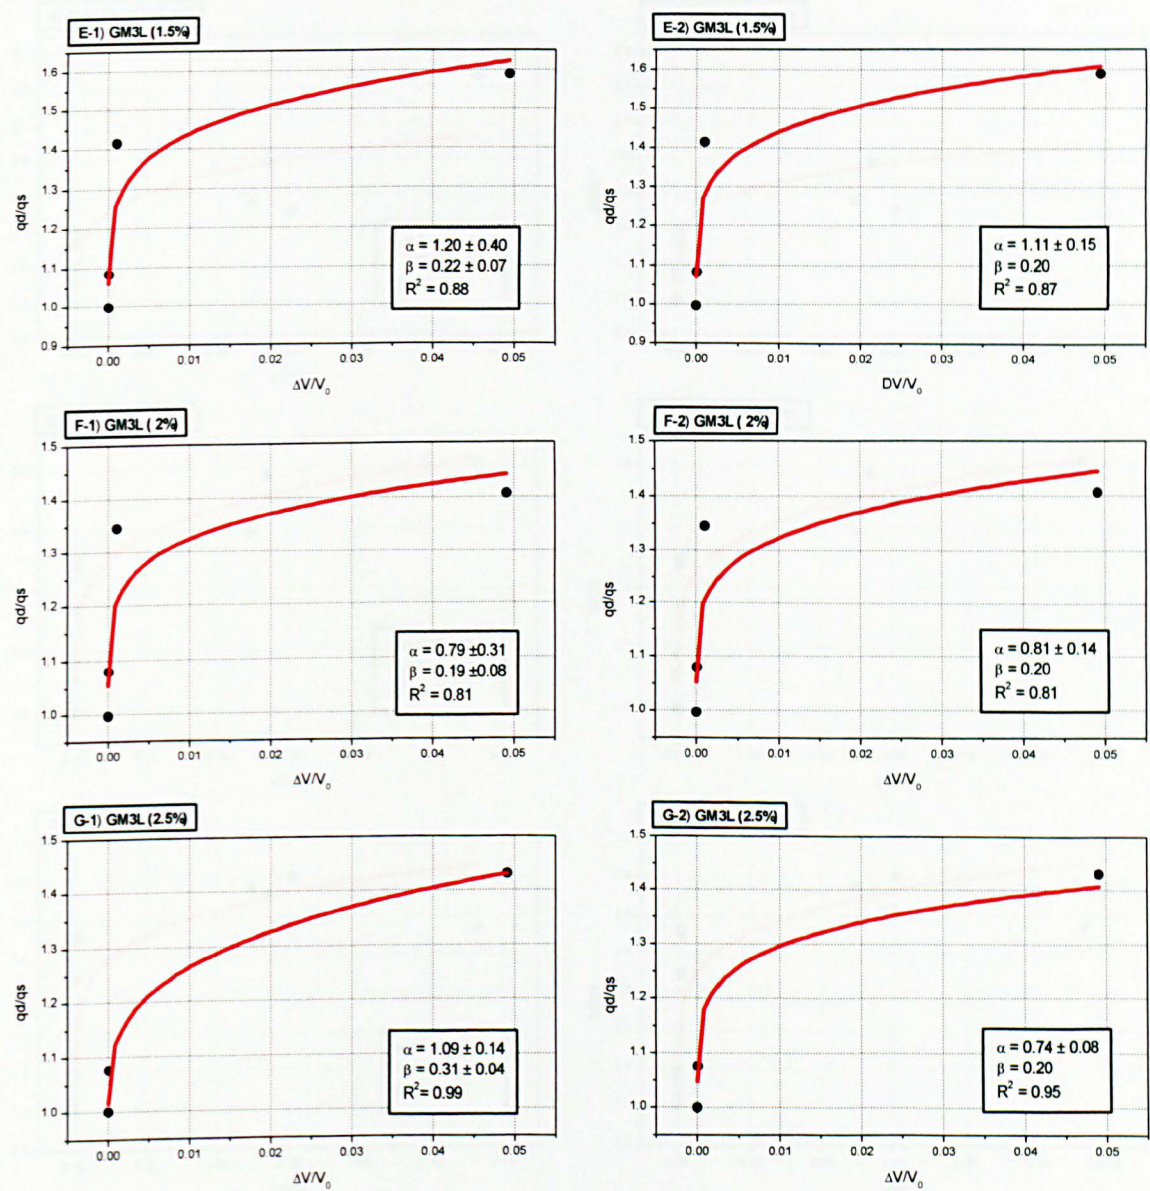 E-1) GM3L (1.5%)
1.6
1.5
1.4
1.3
1.2
1.1
1.0
0.9
qd/qs
α = 1.20 ± 0.40
β = 0.22 ± 0.07
R² = 0.88
0.00 0.01 0.02 0.03 0.04 0.05
ΔV/V₀
E-2) GM3L (1.5%)
1.6
1.5
1.4
1.3
1.2
1.1
1.0
0.9
qd/qs
α = 1.11 ± 0.15
β = 0.20
R² = 0.87
0.00 0.01 0.02 0.03 0.04 0.05
DV/V₀
F-1) GM3L ( 2%)
1.5
1.4
1.3
1.2
1.1
1.0
qd/qs
α = 0.79 ±0.31
β = 0.19 ±0.08
R² = 0.81
0.00 0.01 0.02 0.03 0.04 0.05
ΔV/V₀
F-2) GM3L ( 2%)
1.5
1.4
1.3
1.2
1.1
1.0
qd/qs
α = 0.81 ± 0.14
β = 0.20
R² = 0.81
0.00 0.01 0.02 0.03 0.04 0.05
ΔV/V₀
G-1) GM3L (2.5%)
1.5
1.4
1.3
1.2
1.1
1.0
qd/qs
α = 1.09 ± 0.14
β = 0.31 ± 0.04
R² = 0.99
0.00 0.01 0.02 0.03 0.04 0.05
ΔV/V₀
G-2) GM3L (2.5%)
1.5
1.4
1.3
1.2
1.1
1.0
qd/qs
α = 0.74 ± 0.08
β = 0.20
R² = 0.95
0.00 0.01 0.02 0.03 0.04 0.05
ΔV/V₀